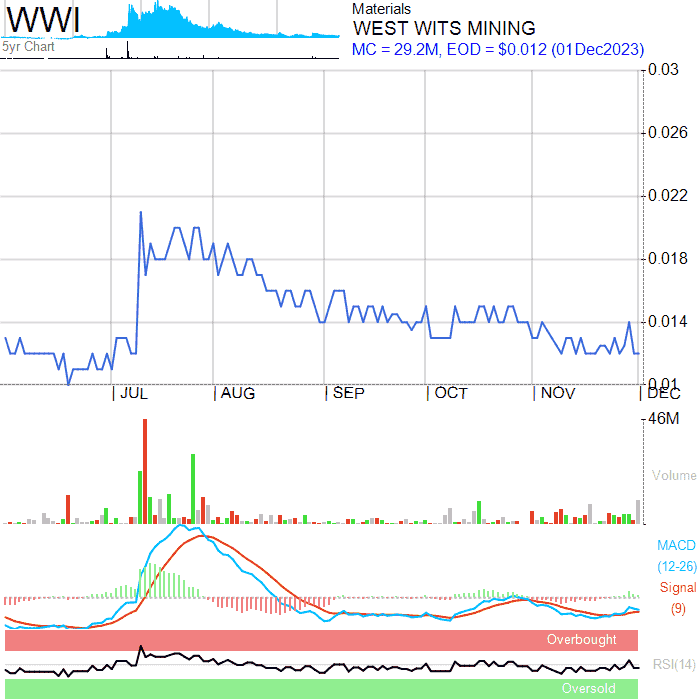 WWI
5yr Chart
Materials
WEST WITS MINING
MC = 29.2M, EOD = $0.012 (01Dec2023)
0.03
0.026
0.022
0.018
0.014
0.01
JUL
AUG
SEP
OCT
NOV
DEC
46M
Volume
MACD
(12-26)
Signal
(9)
Overbought
RSI(14)
Oversold